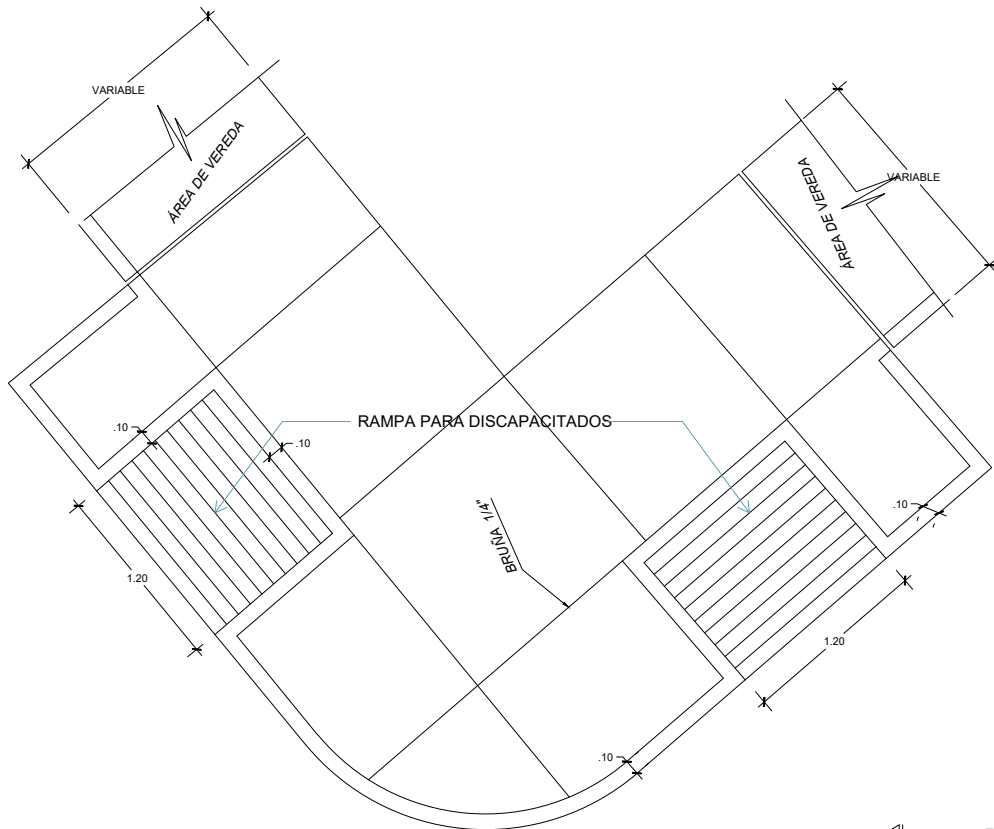 VARIABLE
ÁREA DE VEREDA
ÁREA DE VEREDA
VARIABLE
RAMPA PARA DISCAPACITADOS
.10
.10
BRUÑA 1/4"
.10
1.20
1.20
.10